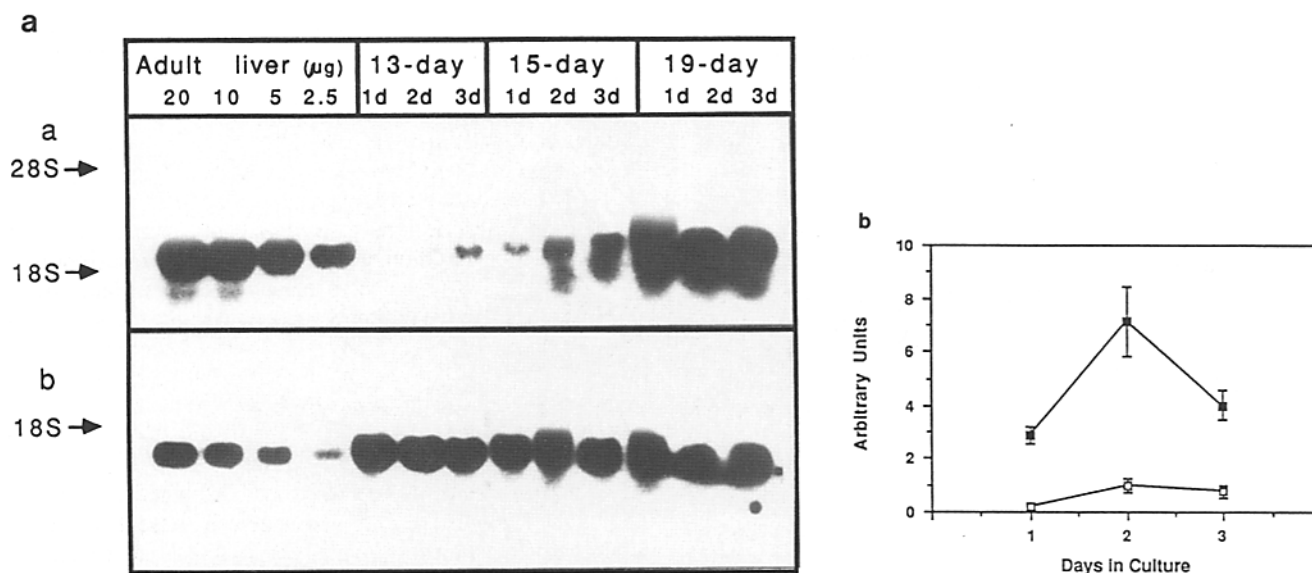 a
Adult liver (µg) 13-day 15-day 19-day
20 10 5 2.5 1d 2d 3d 1d 2d 3d 1d 2d 3d
a
28S
18S
b
18S
b
10
8
6
4
2
0
Arbitrary Units
1 2 3
Days in Culture